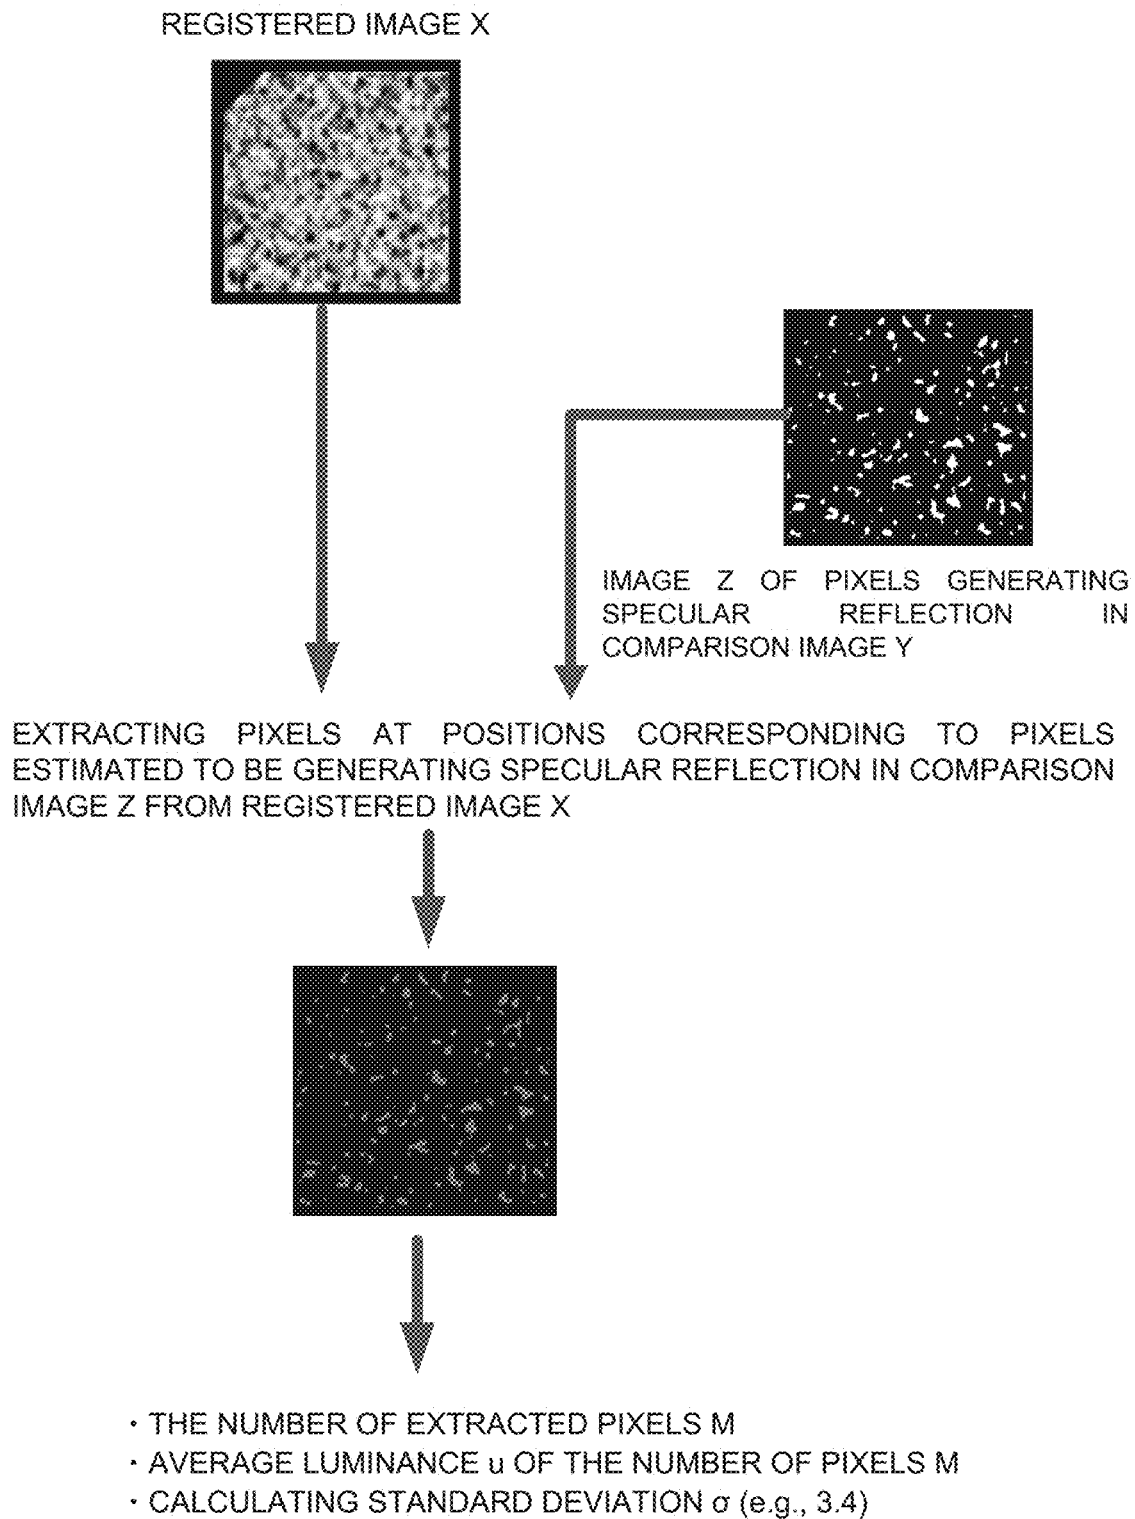 REGISTERED IMAGE X
IMAGE Z OF PIXELS GENERATING
SPECULAR REFLECTION IN
COMPARISON IMAGE Y
EXTRACTING PIXELS AT POSITIONS CORRESPONDING TO PIXELS
ESTIMATED TO BE GENERATING SPECULAR REFLECTION IN COMPARISON
IMAGE Z FROM REGISTERED IMAGE X
・THE NUMBER OF EXTRACTED PIXELS M
・AVERAGE LUMINANCE u OF THE NUMBER OF PIXELS M
・CALCULATING STANDARD DEVIATION σ (e.g., 3.4)